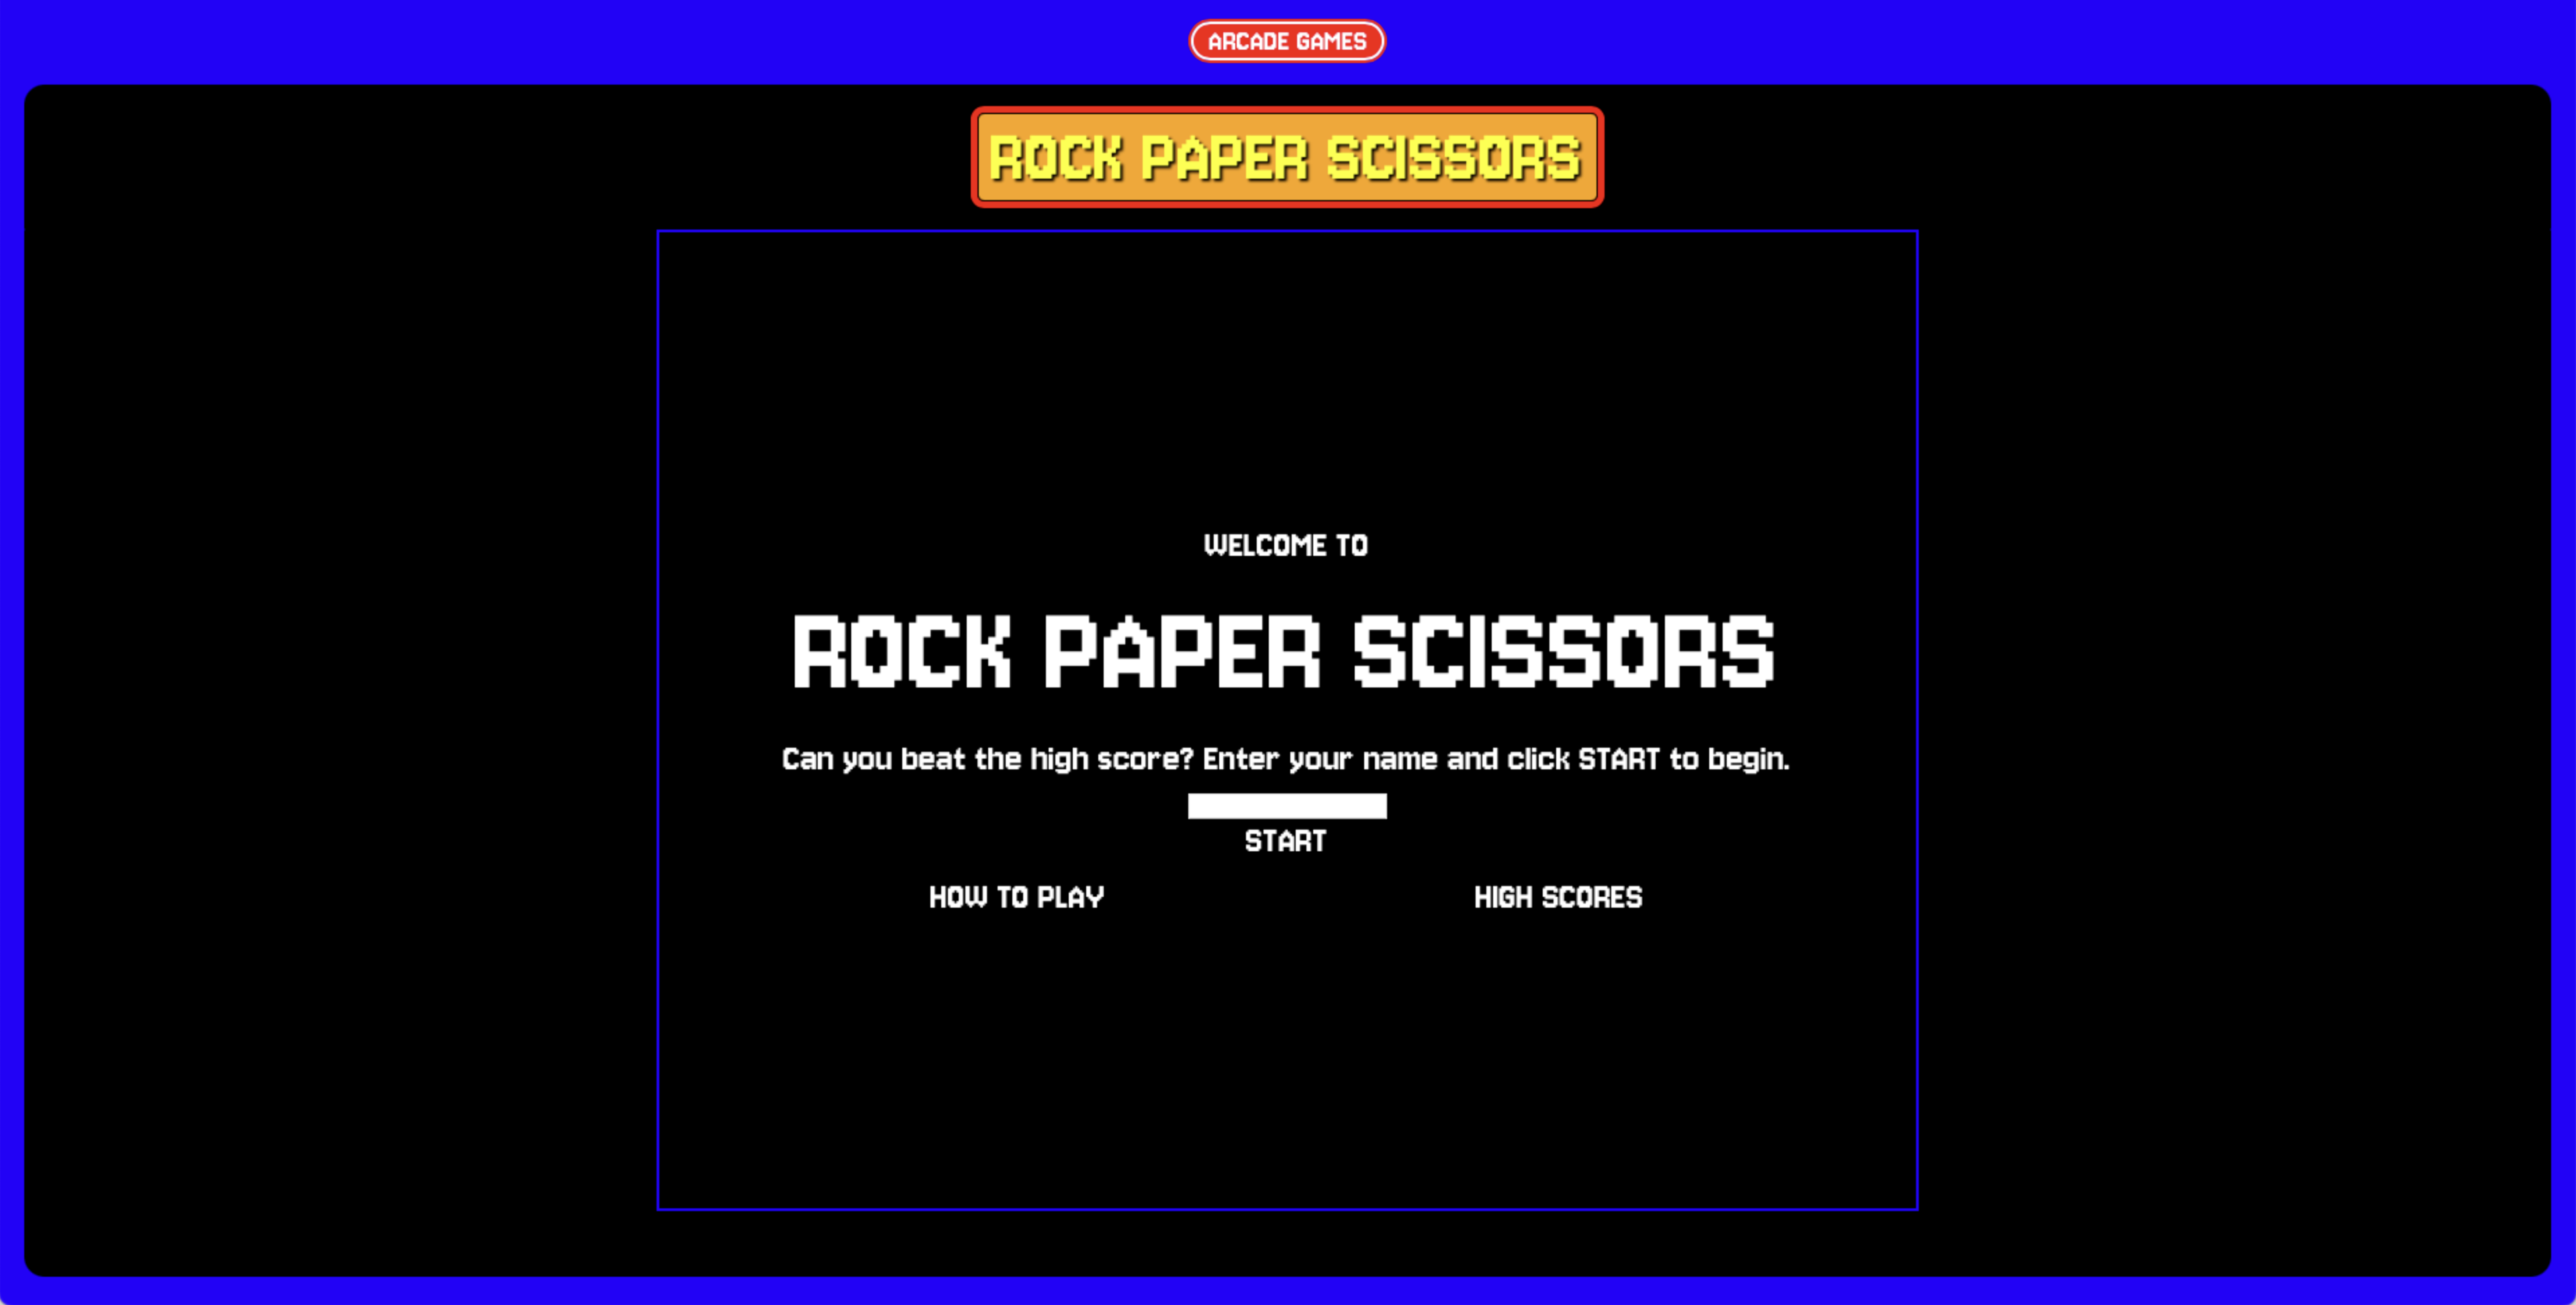 ARCADE GAMES
ROCK PAPER SCISSORS
WELCOME TO
ROCK PAPER SCISSORS
Can you beat the high score? Enter your name and click START to begin.
START
HOW TO PLAY
HIGH SCORES